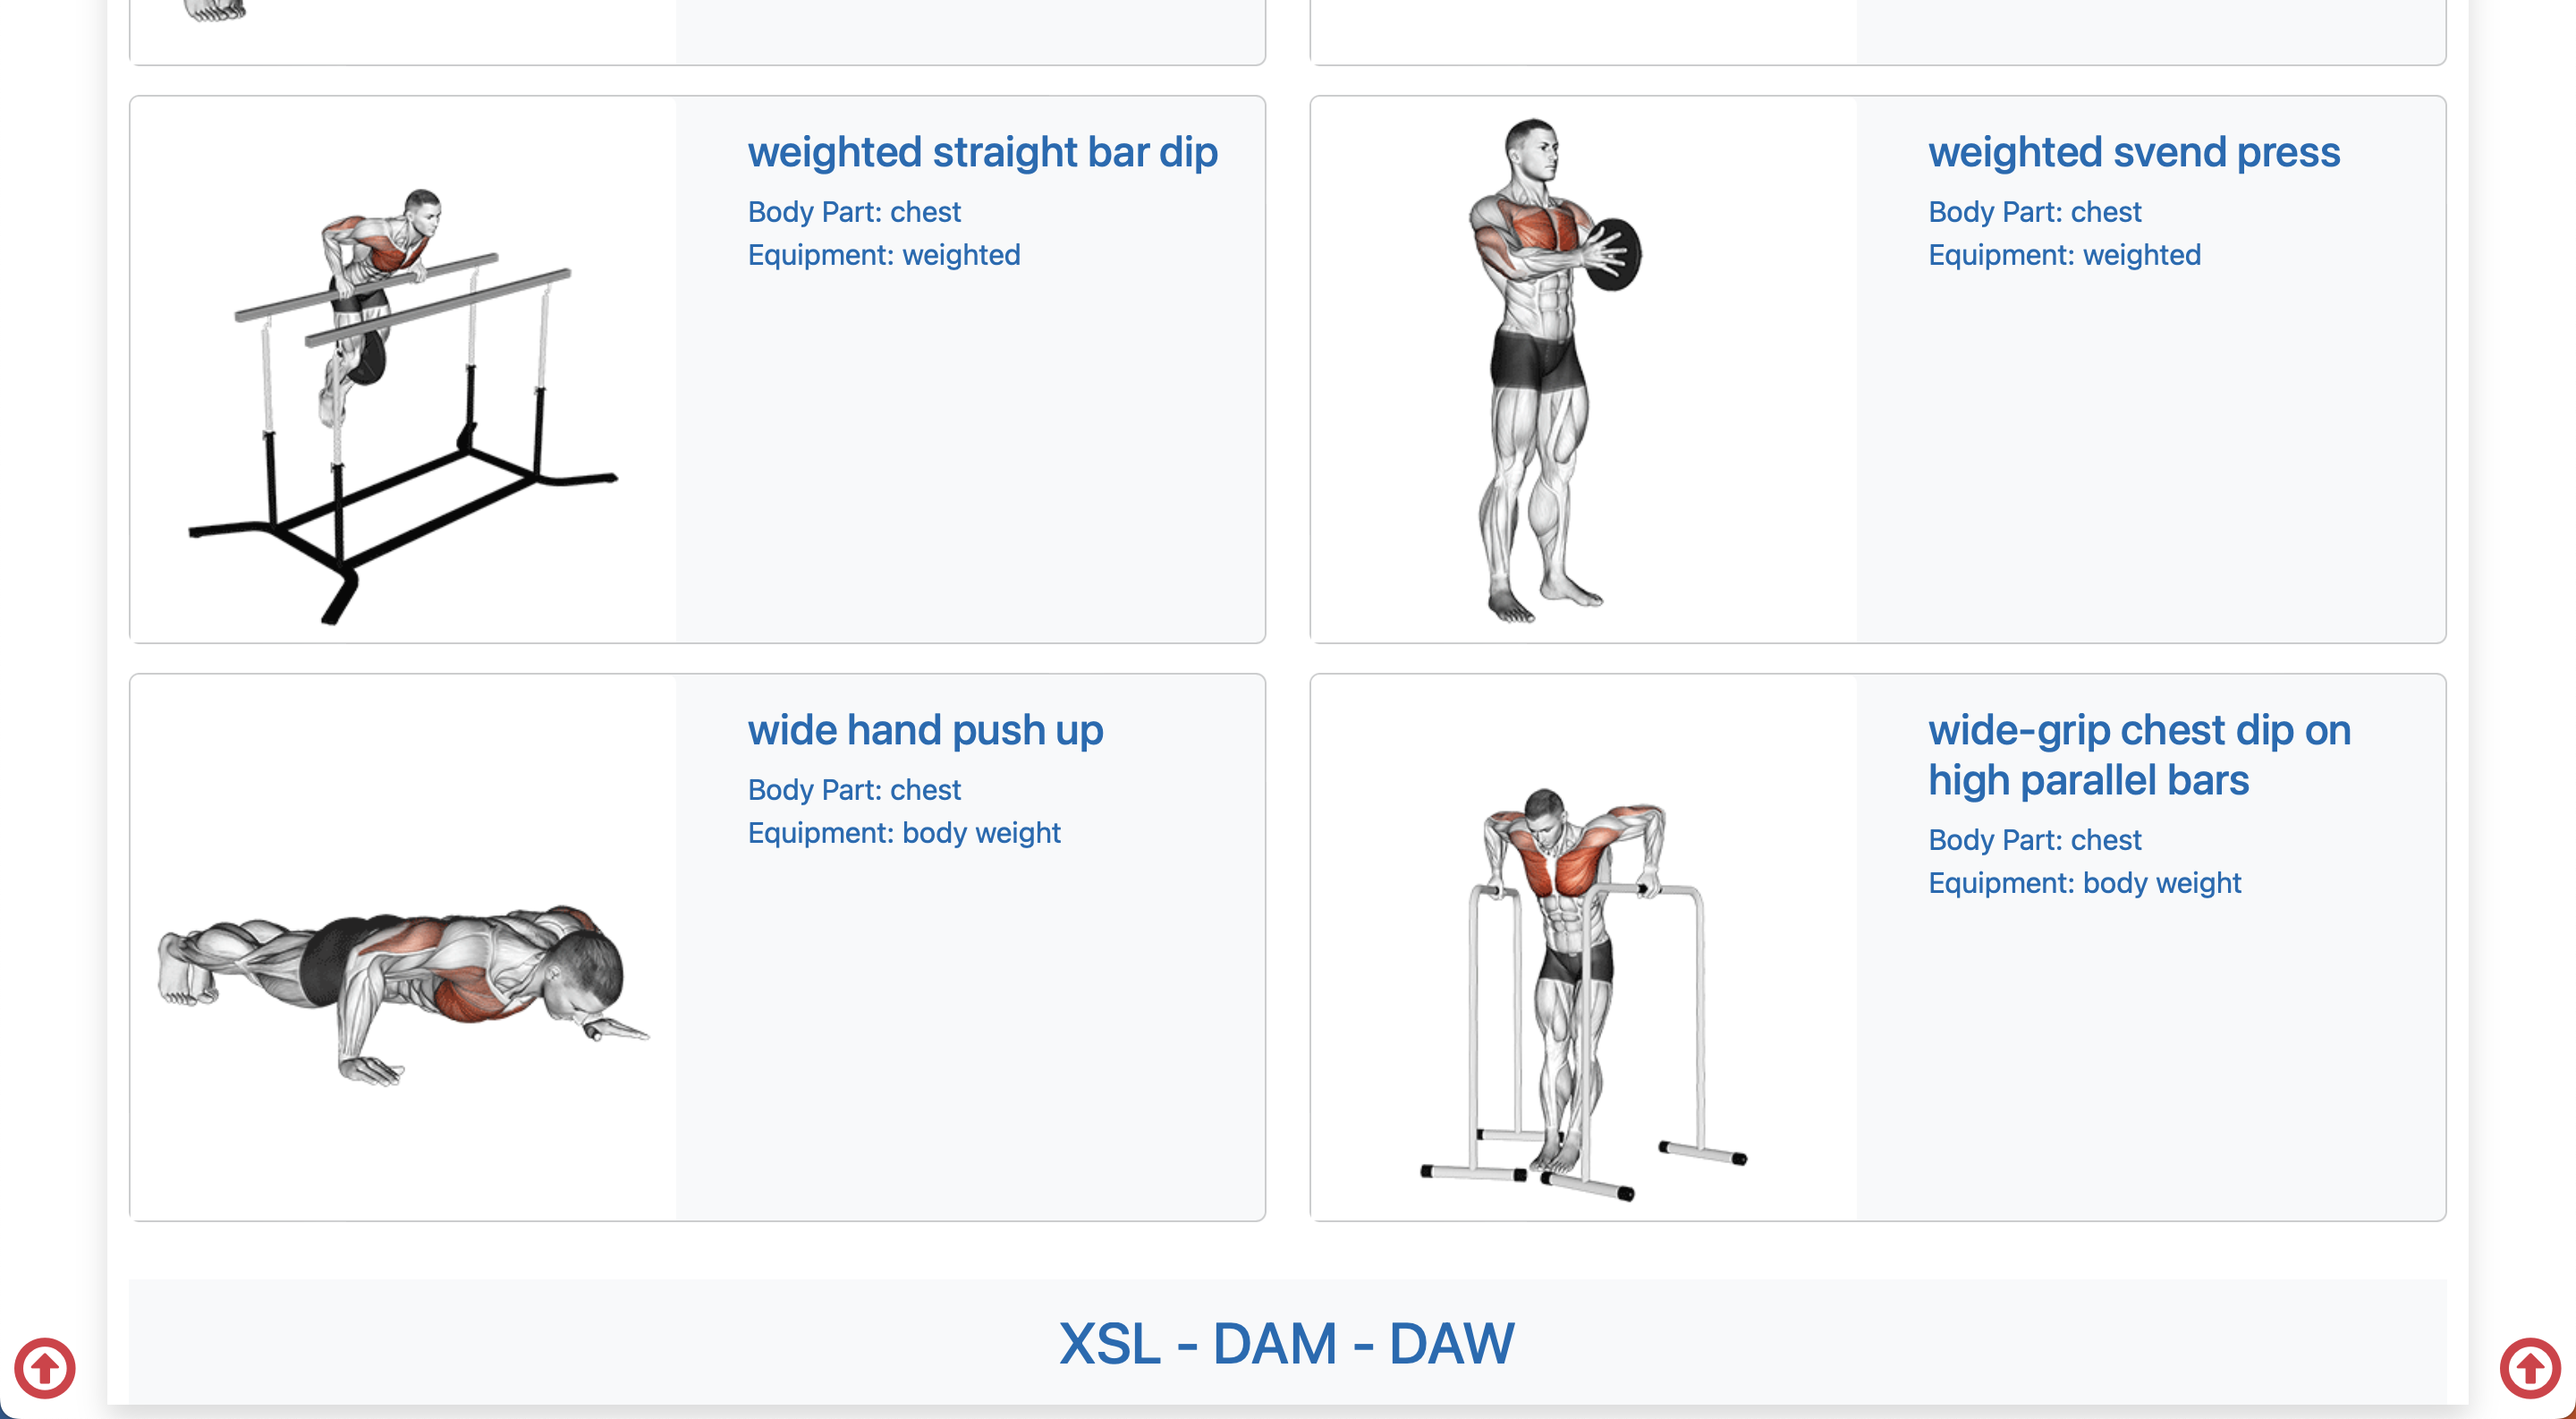 weighted straight bar dip
Body Part: chest
Equipment: weighted
weighted svend press
Body Part: chest
Equipment: weighted
wide hand push up
Body Part: chest
Equipment: body weight
wide-grip chest dip on
high parallel bars
Body Part: chest
Equipment: body weight
XSL - DAM - DAW